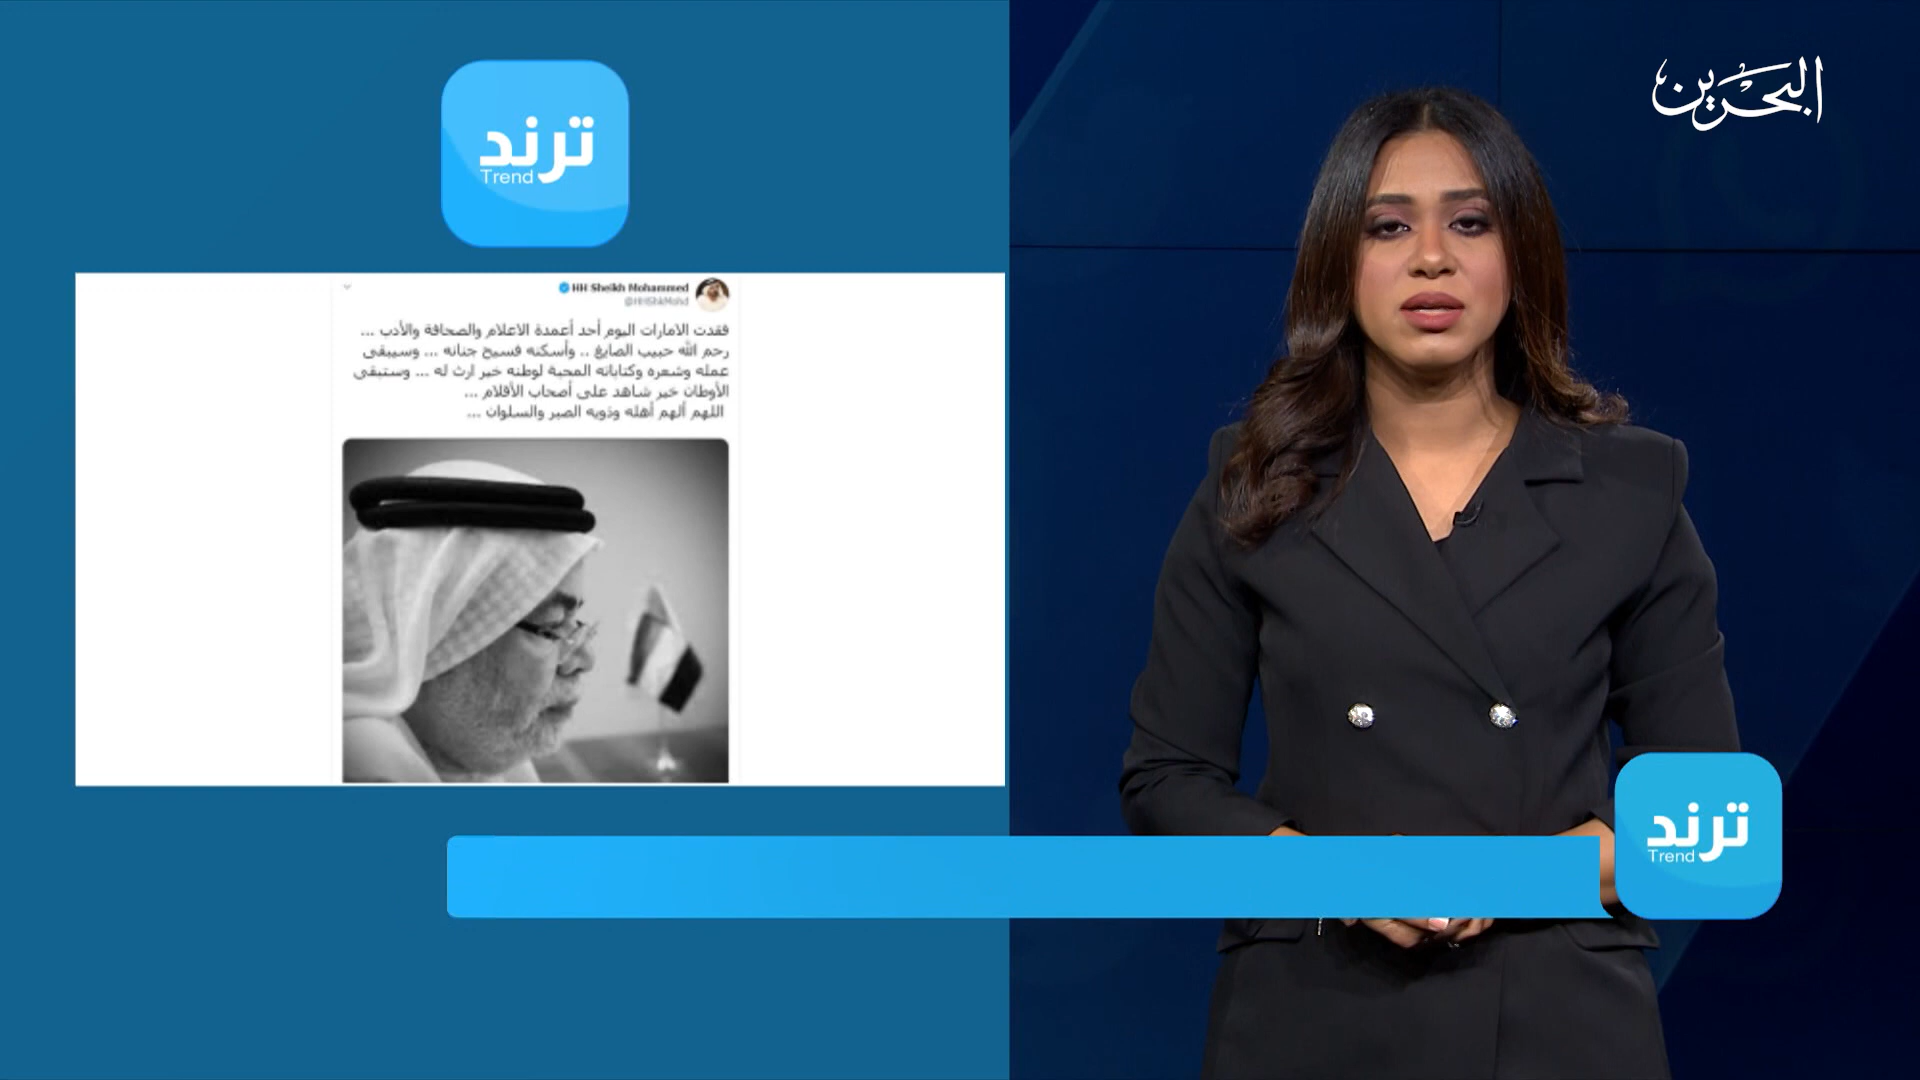 البحرين
ترند
Trend
HH Sheikh Mohammed
@HHShkMohd
فقدت الامارات اليوم أحد أعمدة الاعلام والصحافة والأدب ...
رحم الله حبيب الصايغ .. وأسكنه فسيح جنانه ... وسيبقى
عمله وشعره وكتاباته المحبة لوطنه خير ارث له ... وستبقى
الأوطان خير شاهد على أصحاب الأقلام ...
اللهم ألهم أهله وذويه الصبر والسلوان ...
ترند
Trend